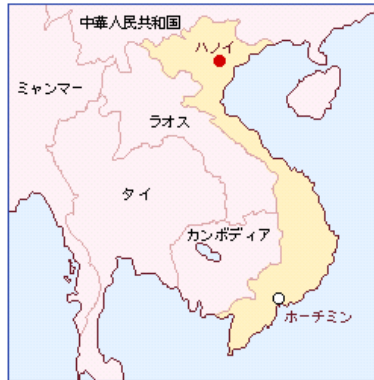 中華人民共和国
ハノイ
ミャンマー
ラオス
タイ
カンボディア
ホーチミン